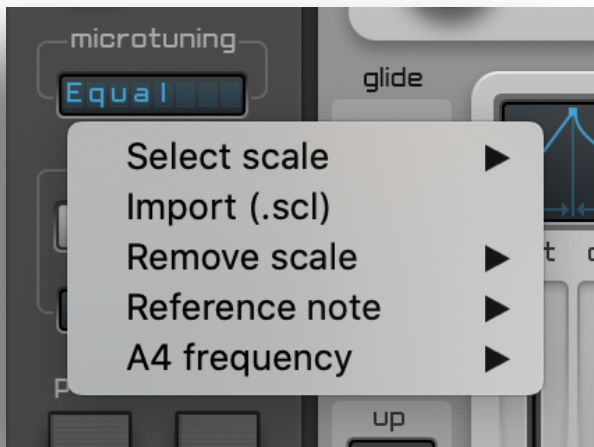 microtuning
Equal
glide
Select scale
Import (.scl)
Remove scale
Reference note
A4 frequency
up